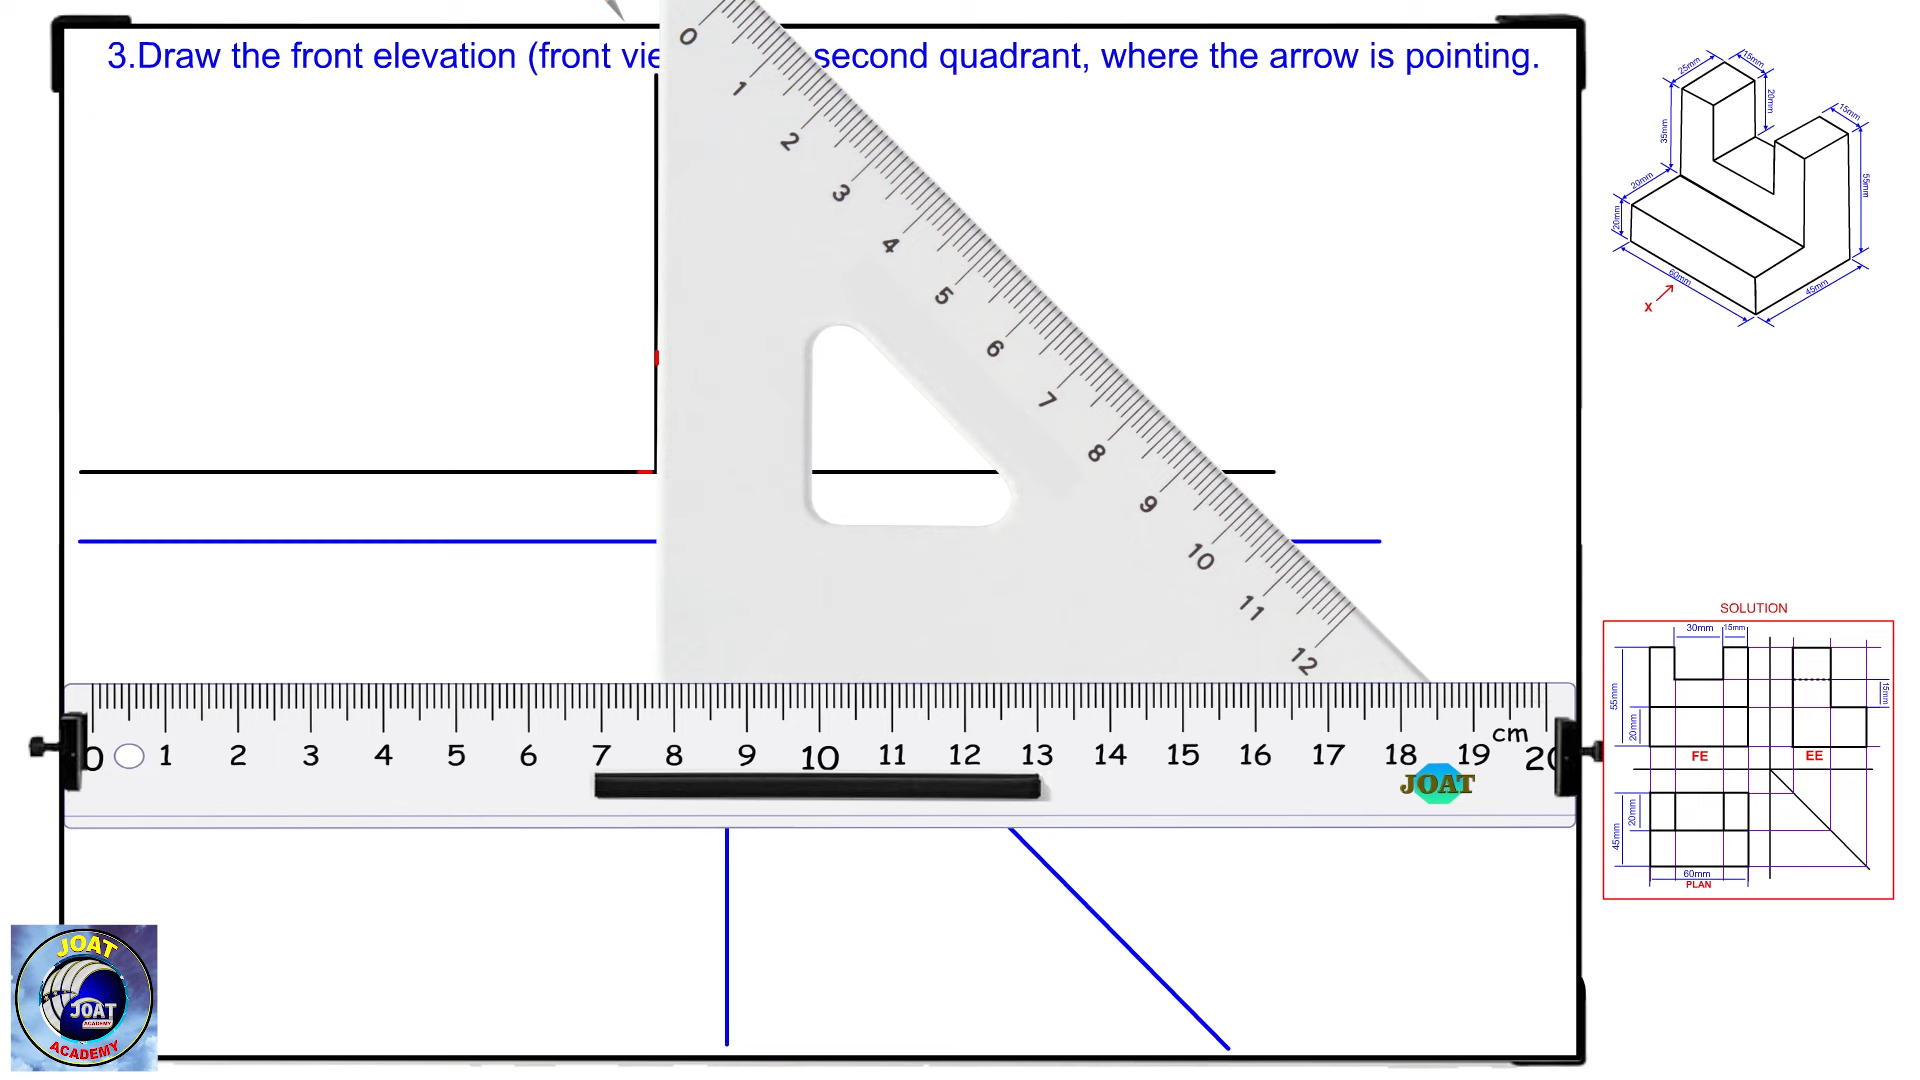 3.Draw the front elevation (front vie second quadrant, where the arrow is pointing.
0
1
2
3
4
5
6
7
8
9
10
11
12
0 1 2 3 4 5 6 7 8 9 10 11 12 13 14 15 16 17 18 19 20
cm
JOAT
25mm
15mm
20mm
15mm
35mm
55mm
20mm
20mm
60mm
45mm
X
SOLUTION
30mm
15mm
55mm
20mm
15mm
FE
EE
20mm
45mm
60mm
PLAN
JOAT
JOAT
ACADEMY
ACADEMY